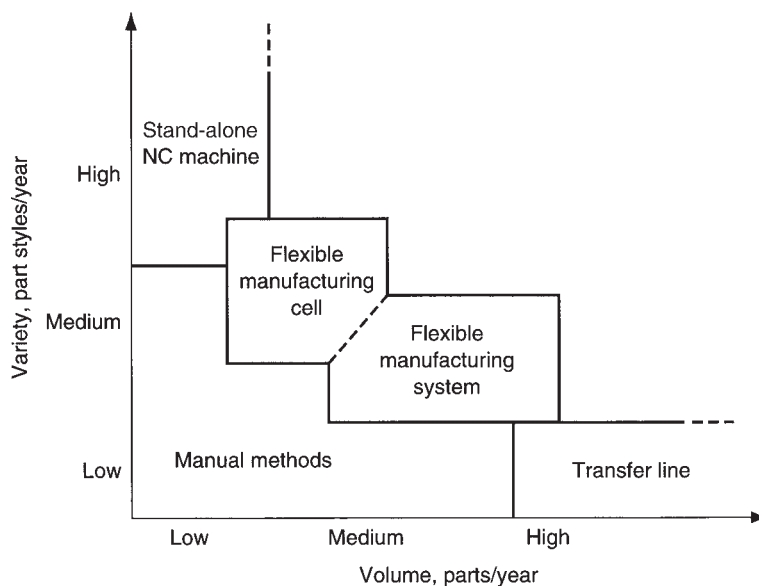 Stand-alone
NC machine
High
Flexible
manufacturing
cell
Variety, part styles/year
Medium
Flexible
manufacturing
system
Manual methods
Low
Transfer line
Low
Medium
High
Volume, parts/year